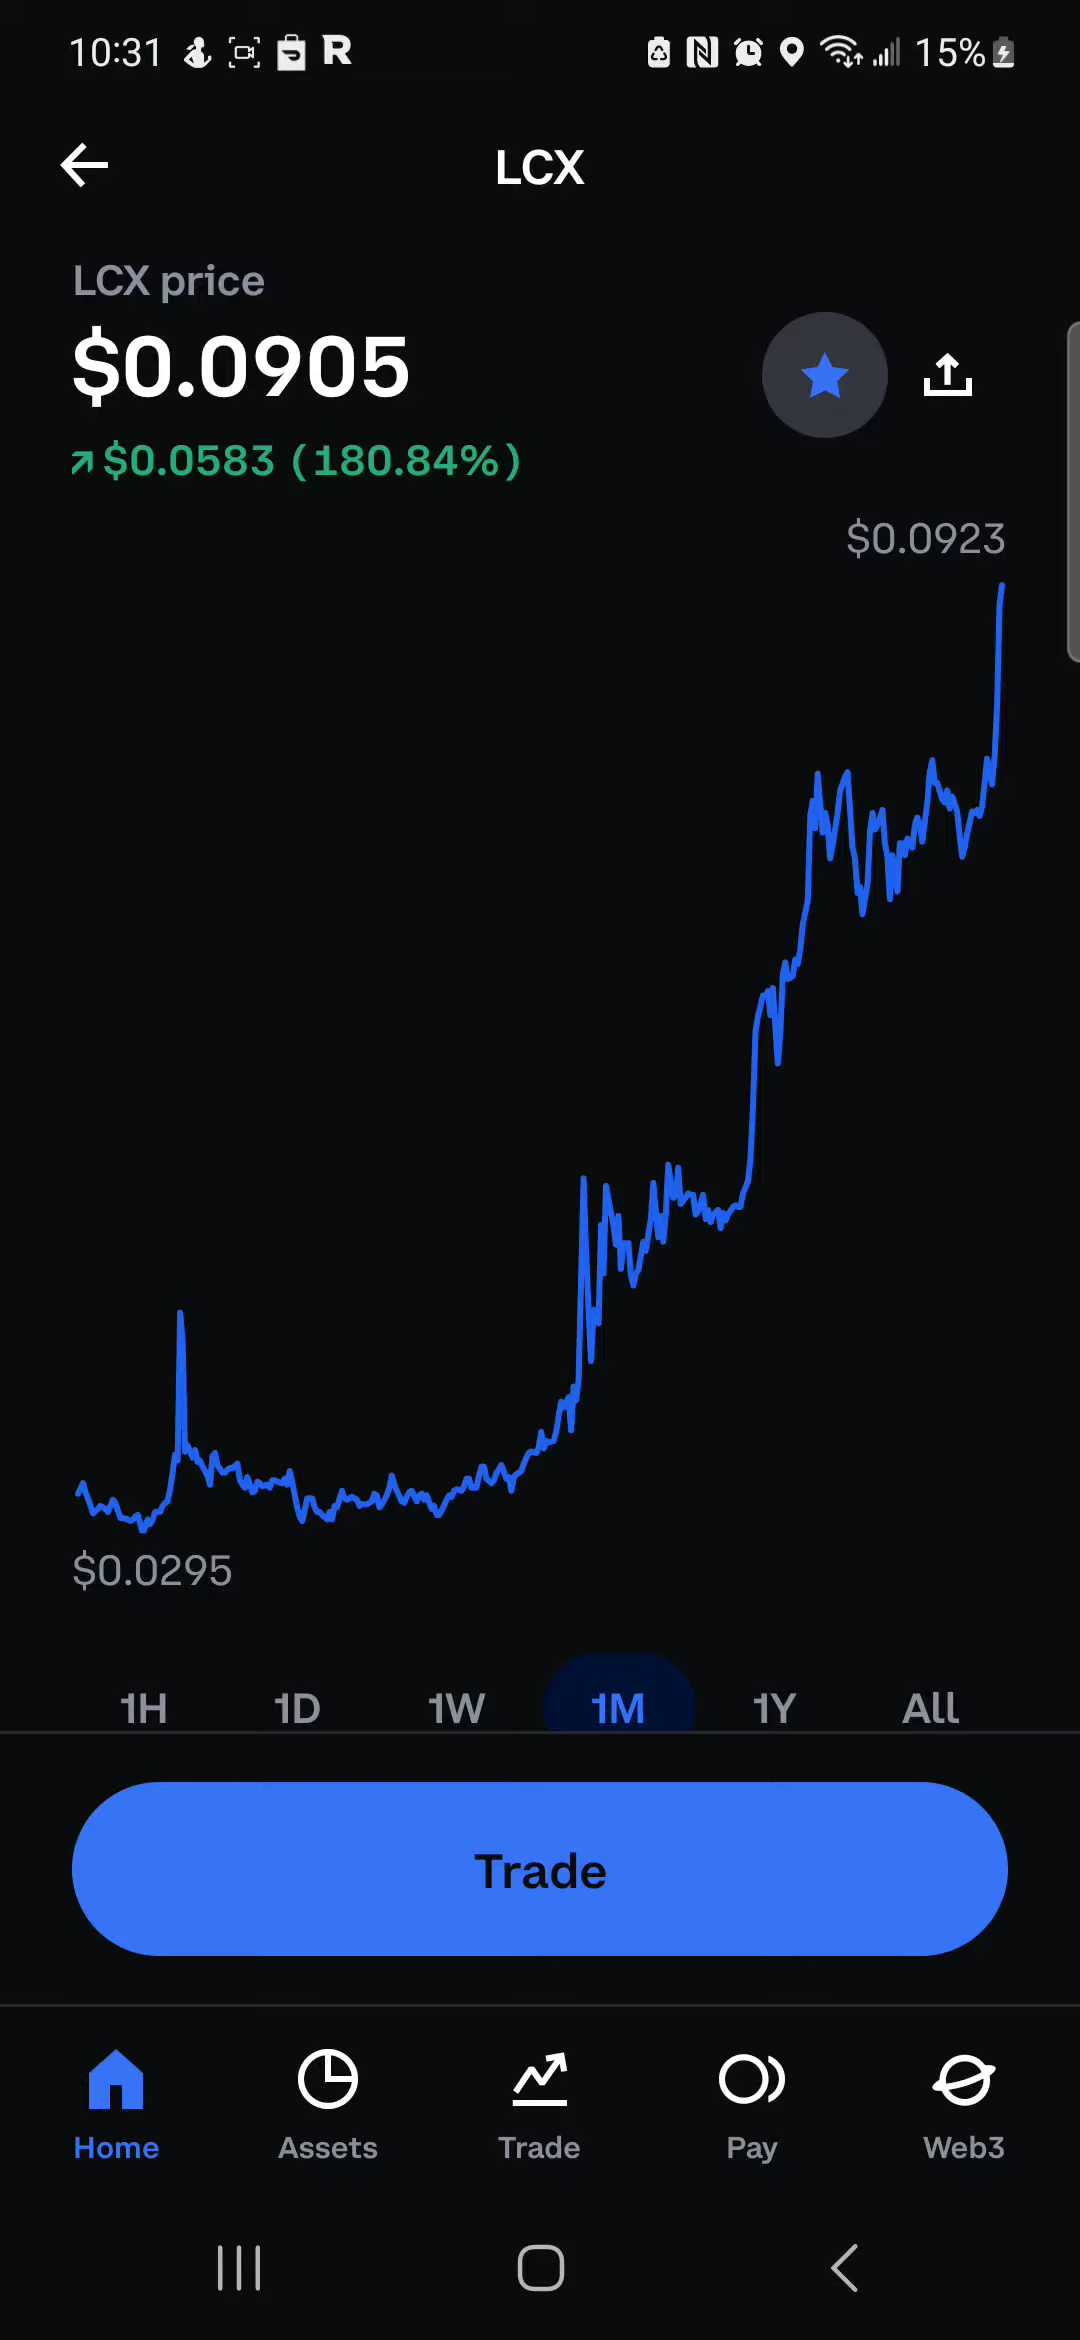 10:31 R 15%
LCX
LCX price
$0.0905
↗$0.0583 (180.84%)
$0.0923
$0.0295
1H 1D 1W 1M 1Y All
Trade
Home Assets Trade Pay Web3